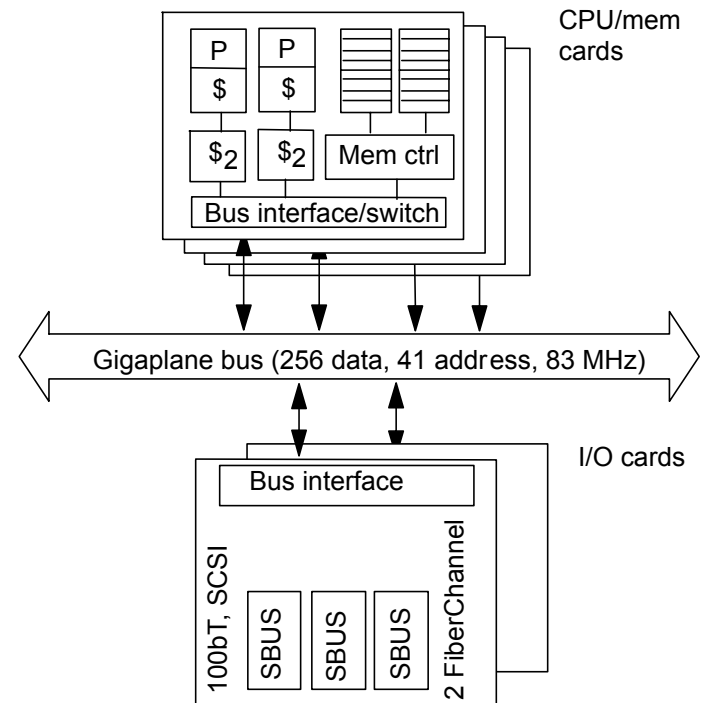 CPU/mem
cards
P
P
$
$
$2
$2
Mem ctrl
Bus interface/switch
Gigaplane bus (256 data, 41 address, 83 MHz)
I/O cards
Bus interface
100bT, SCSI
SBUS
SBUS
SBUS
2 FiberChannel